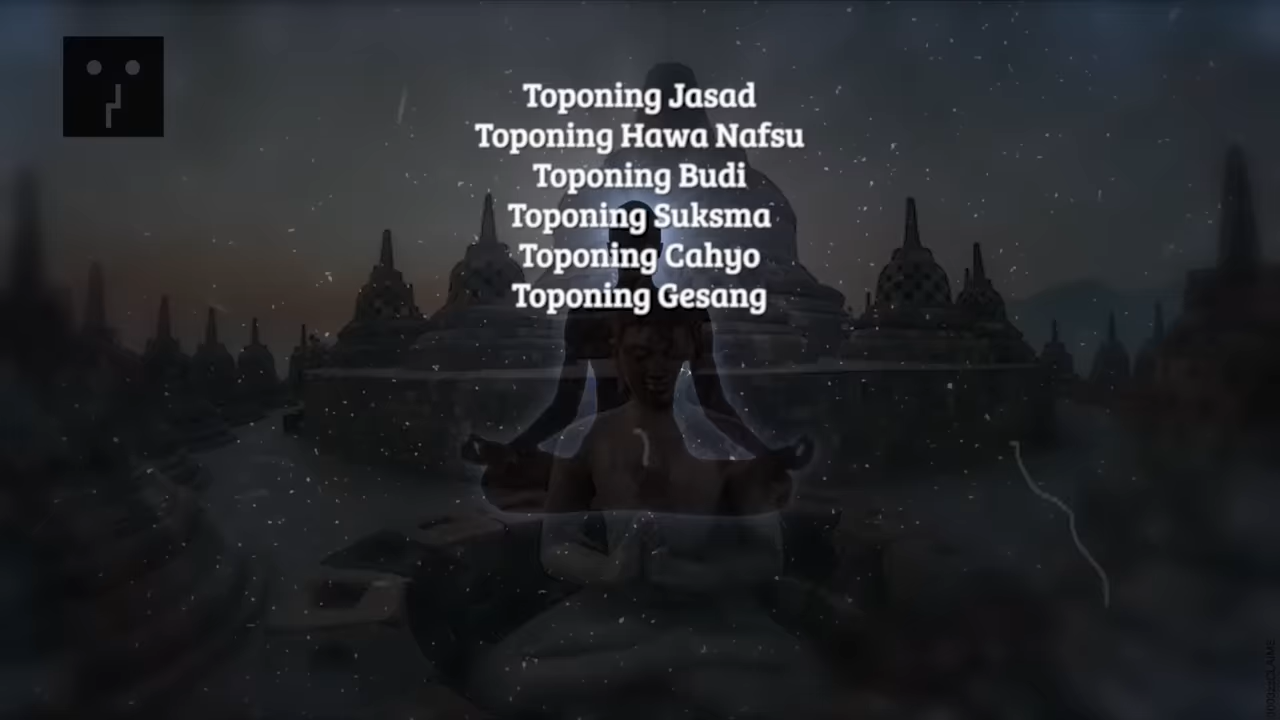 Toponing Jasad
Toponing Hawa Nafsu
Toponing Budi
Toponing Suksma
Toponing Cahyo
Toponing Gesang